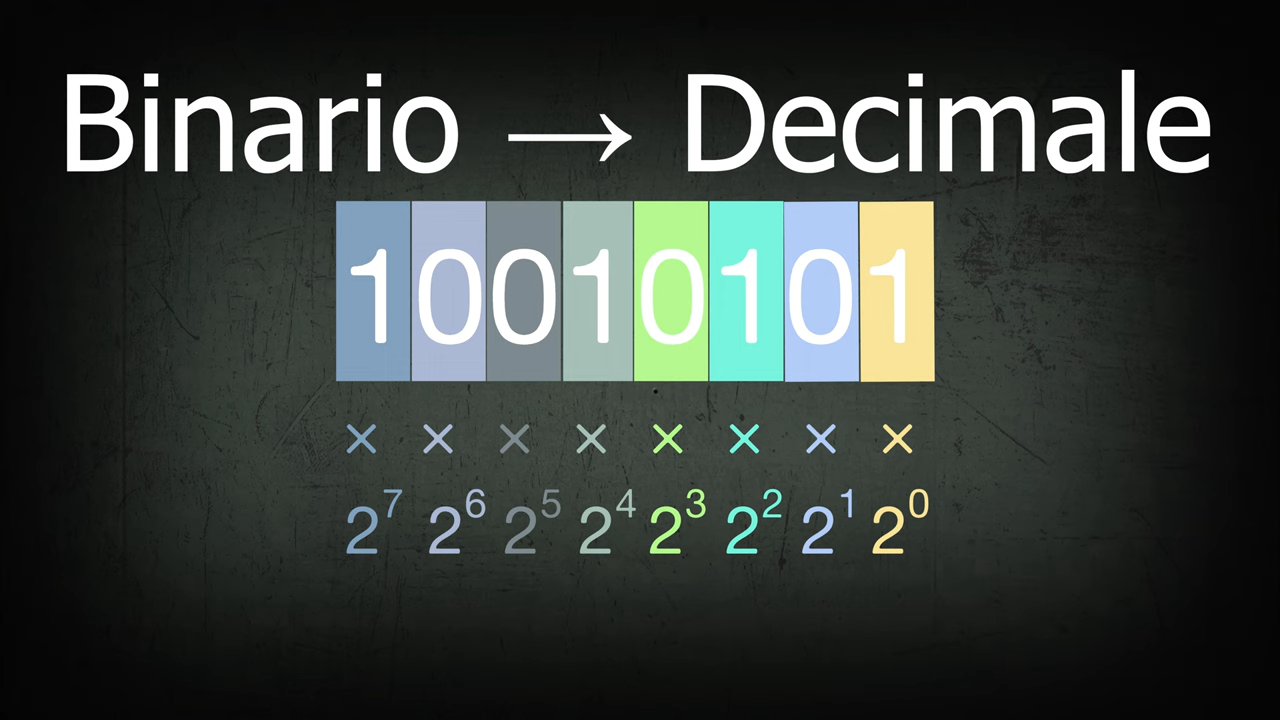 Binario → Decimale
10010101
× × × × × × × ×
2⁷ 2⁶ 2⁵ 2⁴ 2³ 2² 2¹ 2⁰